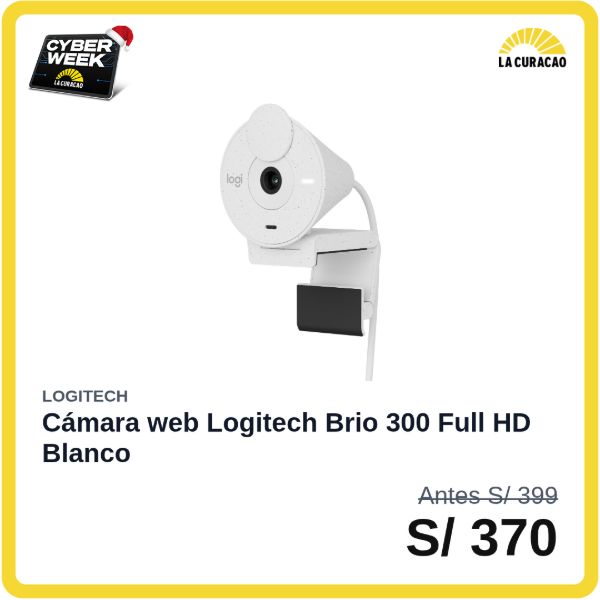 CYBER
WEEK
LA CURACAO
LA CURACAO
logi
LOGITECH
Cámara web Logitech Brio 300 Full HD
Blanco
Antes S/ 399
S/ 370